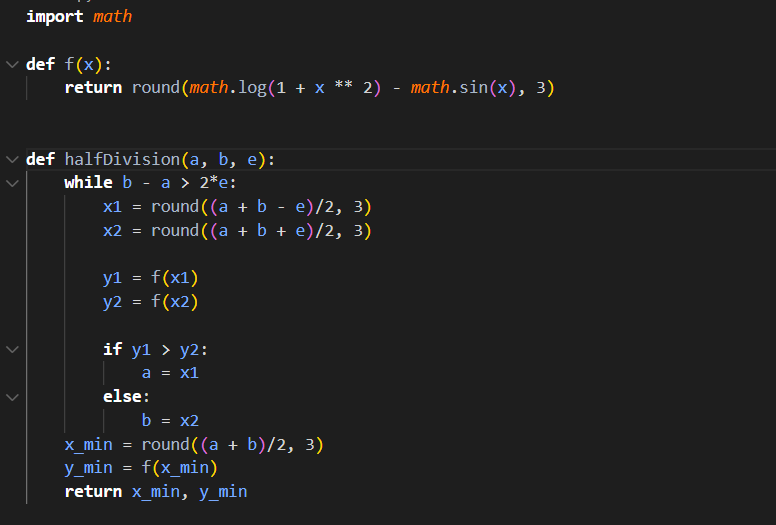 import math
def f(x):
    return round(math.log(1 + x ** 2) - math.sin(x), 3)
def halfDivision(a, b, e):
    while b - a > 2*e:
        x1 = round((a + b - e)/2, 3)
        x2 = round((a + b + e)/2, 3)
        y1 = f(x1)
        y2 = f(x2)
        if y1 > y2:
            a = x1
        else:
            b = x2
    x_min = round((a + b)/2, 3)
    y_min = f(x_min)
    return x_min, y_min